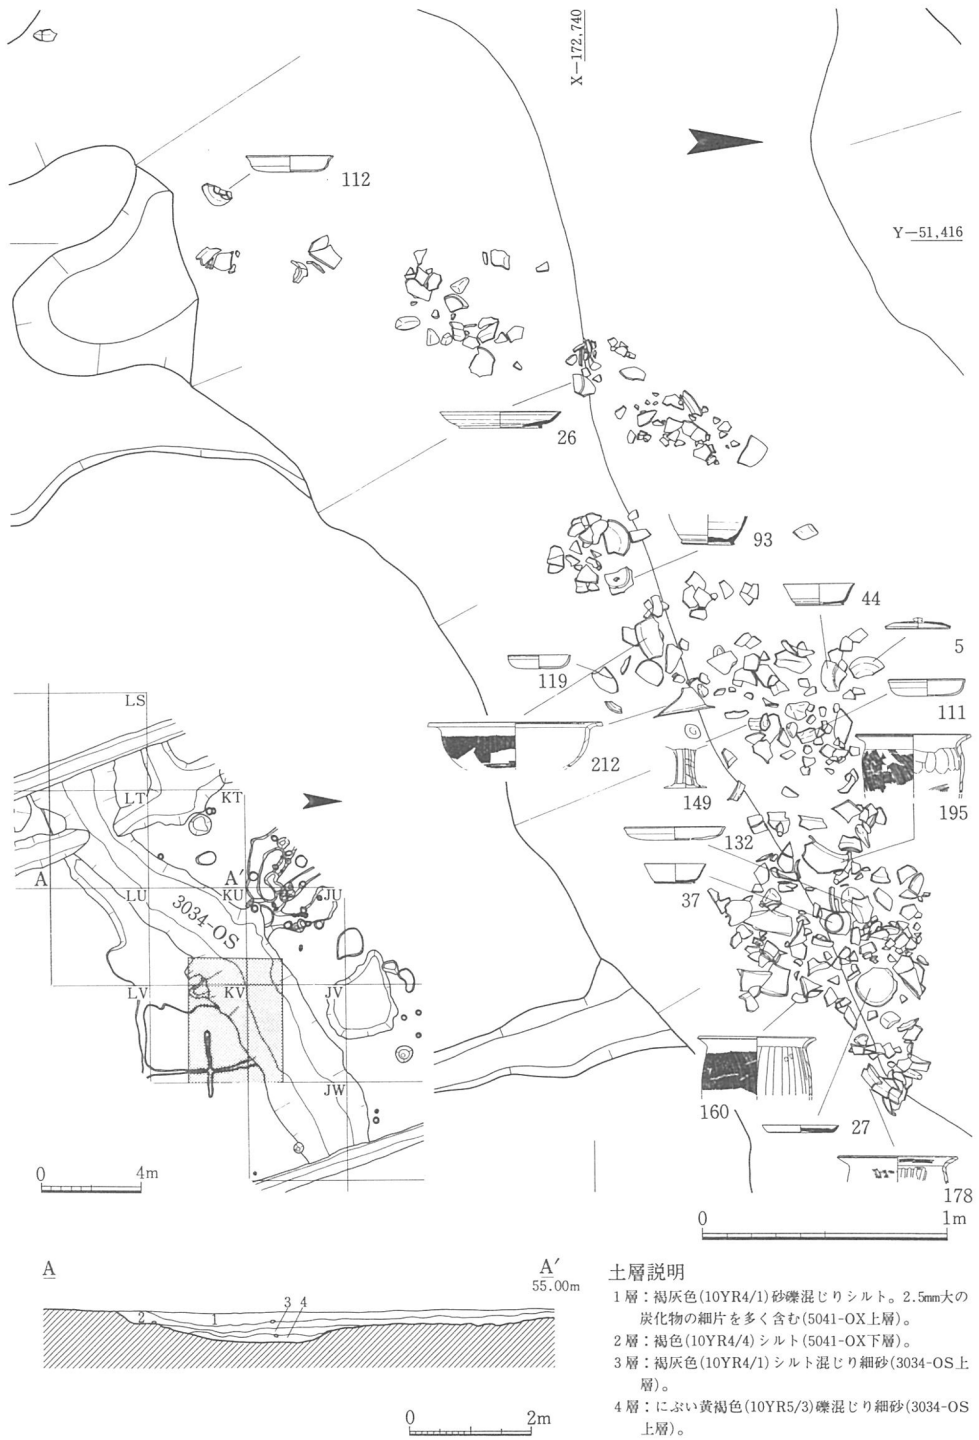 X−172,740
112
Y−51,416
26
93
44
5
119
111
212
149
195
132
37
160
27
178
0 1m
LS
LT
KT
A
A′
LU
KU
JU
3034-OS
LV
KV
JV
JW
0 4m
A A′
55.00m
1
2
3
4
0 2m
土層説明
1層：褐灰色(10YR4/1)砂礫混じりシルト。2.5mm大の
炭化物の細片を多く含む(5041-OX上層)。
2層：褐色(10YR4/4)シルト(5041-OX下層)。
3層：褐灰色(10YR4/1)シルト混じり細砂(3034-OS上
層)。
4層：にぶい黄褐色(10YR5/3)礫混じり細砂(3034-OS
上層)。